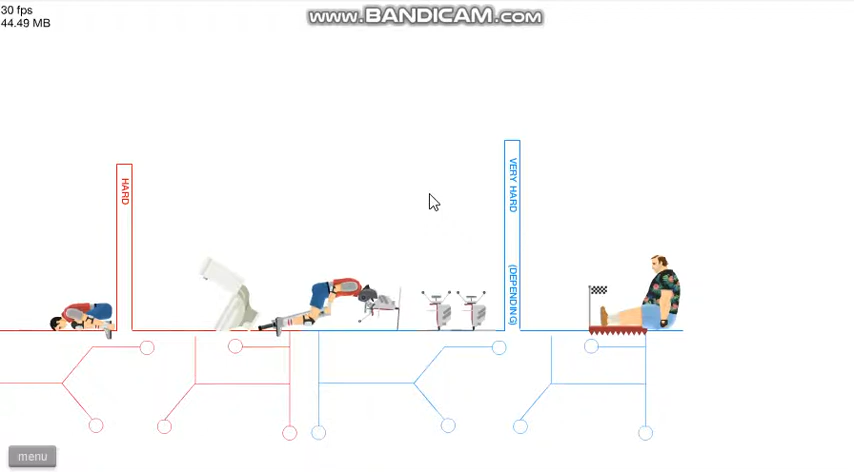 30 fps
44.49 MB
WWW.BANDICAM.COM
HARD
VERY HARD
(DEPENDING)
menu